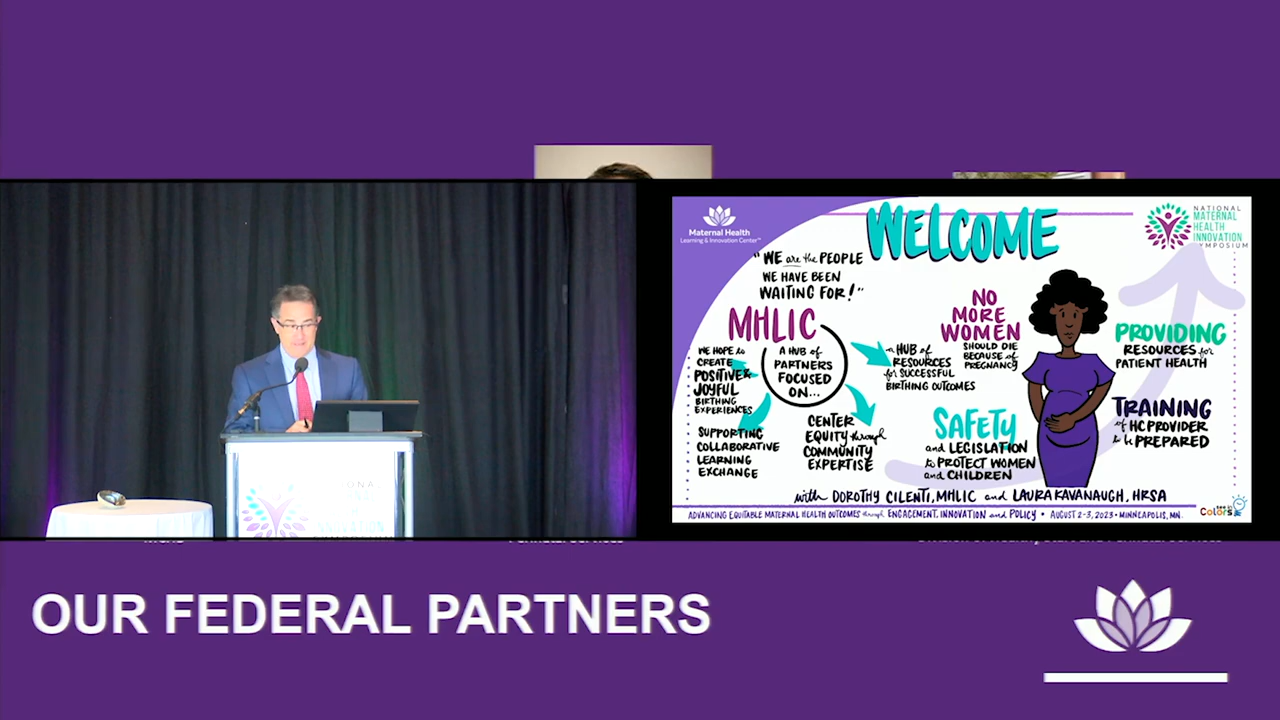 Maternal Health
Learning & Innovation Center™
WELCOME
NATIONAL
MATERNAL
HEALTH
INNOVATION
SYMPOSIUM
"WE are the PEOPLE
WE HAVE BEEN
WAITING FOR!"
MHLIC
A HUB of
PARTNERS
FOCUSED
ON...
WE HOPE to
CREATE
POSITIVE &
JOYFUL
BIRTHING
EXPERIENCES
SUPPORTING
COLLABORATIVE
LEARNING
EXCHANGE
CENTER
EQUITY through
COMMUNITY
EXPERTISE
HUB of
RESOURCES
for SUCCESSFUL
BIRTHING OUTCOMES
NO
MORE
WOMEN
SHOULD DIE
BECAUSE of
PREGNANCY
SAFETY
and LEGISLATION
to PROTECT WOMEN
and CHILDREN
PROVIDING
RESOURCES for
PATIENT HEALTH
TRAINING
of HC PROVIDER
to be PREPARED
with DOROTHY CILENTI, MHLIC and LAURA KAVANAUGH, HRSA
ADVANCING EQUITABLE MATERNAL HEALTH OUTCOMES through ENGAGEMENT, INNOVATION and POLICY • AUGUST 2-3, 2023 • MINNEAPOLIS, MN.
Colors
OUR FEDERAL PARTNERS